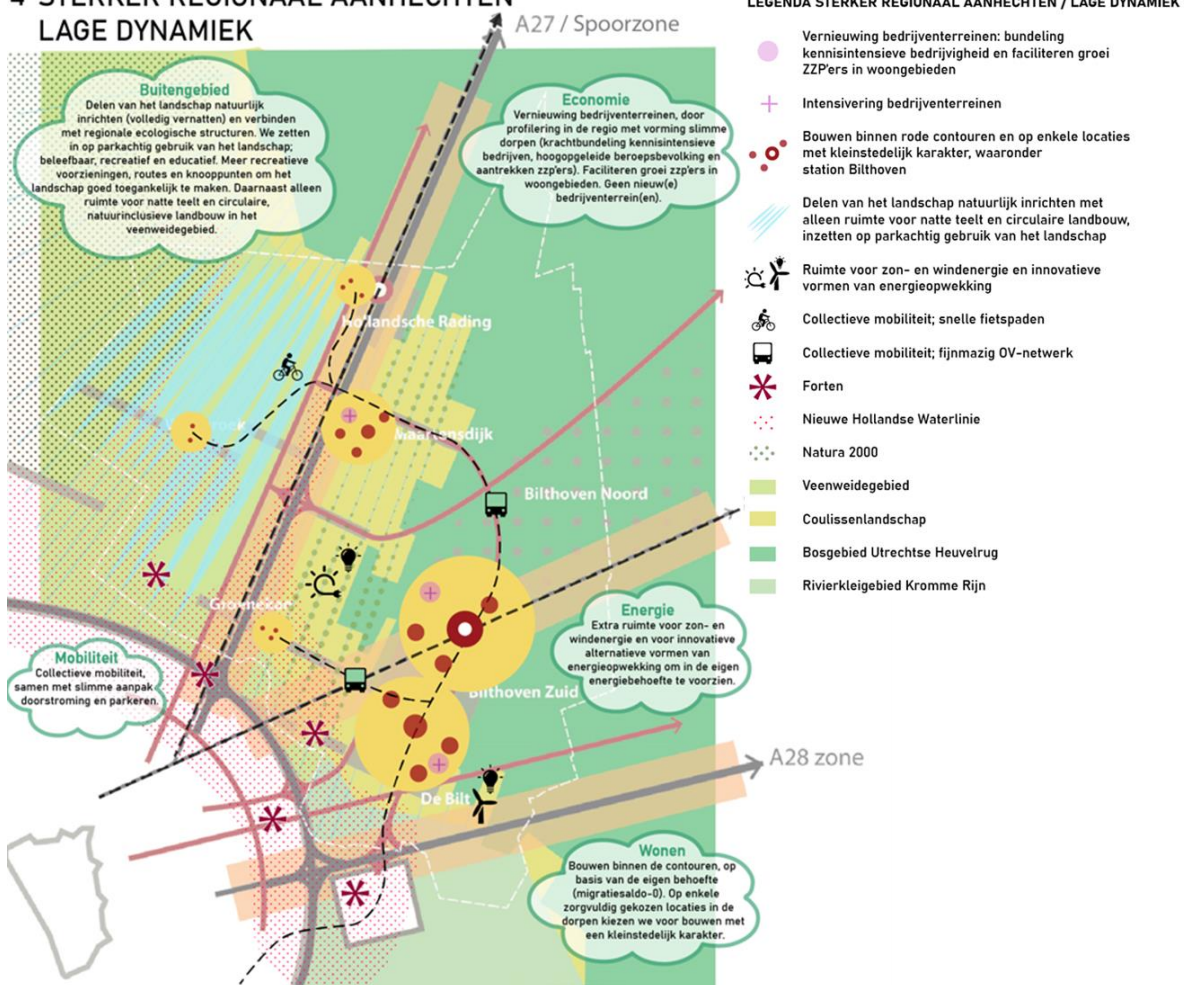 4 STERKER REGIONAAL AANHECHTEN
LAGE DYNAMIEK
A27 / Spoorzone
Buitengebied
Delen van het landschap natuurlijk
inrichten (volledig vernatten) en verbinden
met regionale ecologische structuren. We zetten
in op parkachtig gebruik van het landschap;
beleefbaar, recreatief en educatief. Meer recreatieve
voorzieningen, routes en knooppunten om het
landschap goed toegankelijk te maken. Daarnaast alleen
ruimte voor natte teelt en circulaire,
natuurinclusieve landbouw in het
veenweidegebied.
Economie
Vernieuwing bedrijventerreinen, door
profilering in de regio met vorming slimme
dorpen (krachtbundeling kennisintensieve
bedrijven, hoogopgeleide beroepsbevolking en
aantrekken zzp'ers). Faciliteren groei zzp'ers in
woongebieden. Geen nieuw(e)
bedrijventerrein(en).
Hollandsche Rading
Maartensdijk
Bilthoven Noord
Groenekan
Mobiliteit
Collectieve mobiliteit,
samen met slimme aanpak
doorstroming en parkeren.
Energie
Extra ruimte voor zon- en
windenergie en voor innovatieve
alternatieve vormen van
energieopwekking om in de eigen
energiebehoefte te voorzien.
Bilthoven Zuid
A28 zone
De Bilt
Wonen
Bouwen binnen de contouren, op
basis van de eigen behoefte
(migratiesaldo-0). Op enkele
zorgvuldig gekozen locaties in de
dorpen kiezen we voor bouwen met
een kleinstedelijk karakter.
LEGENDA STERKER REGIONAAL AANHECHTEN / LAGE DYNAMIEK
Vernieuwing bedrijventerreinen: bundeling
kennisintensieve bedrijvigheid en faciliteren groei
ZZP'ers in woongebieden
Intensivering bedrijventerreinen
Bouwen binnen rode contouren en op enkele locaties
met kleinstedelijk karakter, waaronder
station Bilthoven
Delen van het landschap natuurlijk inrichten met
alleen ruimte voor natte teelt en circulaire landbouw,
inzetten op parkachtig gebruik van het landschap
Ruimte voor zon- en windenergie en innovatieve
vormen van energieopwekking
Collectieve mobiliteit; snelle fietspaden
Collectieve mobiliteit; fijnmazig OV-netwerk
Forten
Nieuwe Hollandse Waterlinie
Natura 2000
Veenweidegebied
Coulissenlandschap
Bosgebied Utrechtse Heuvelrug
Rivierkleigebied Kromme Rijn